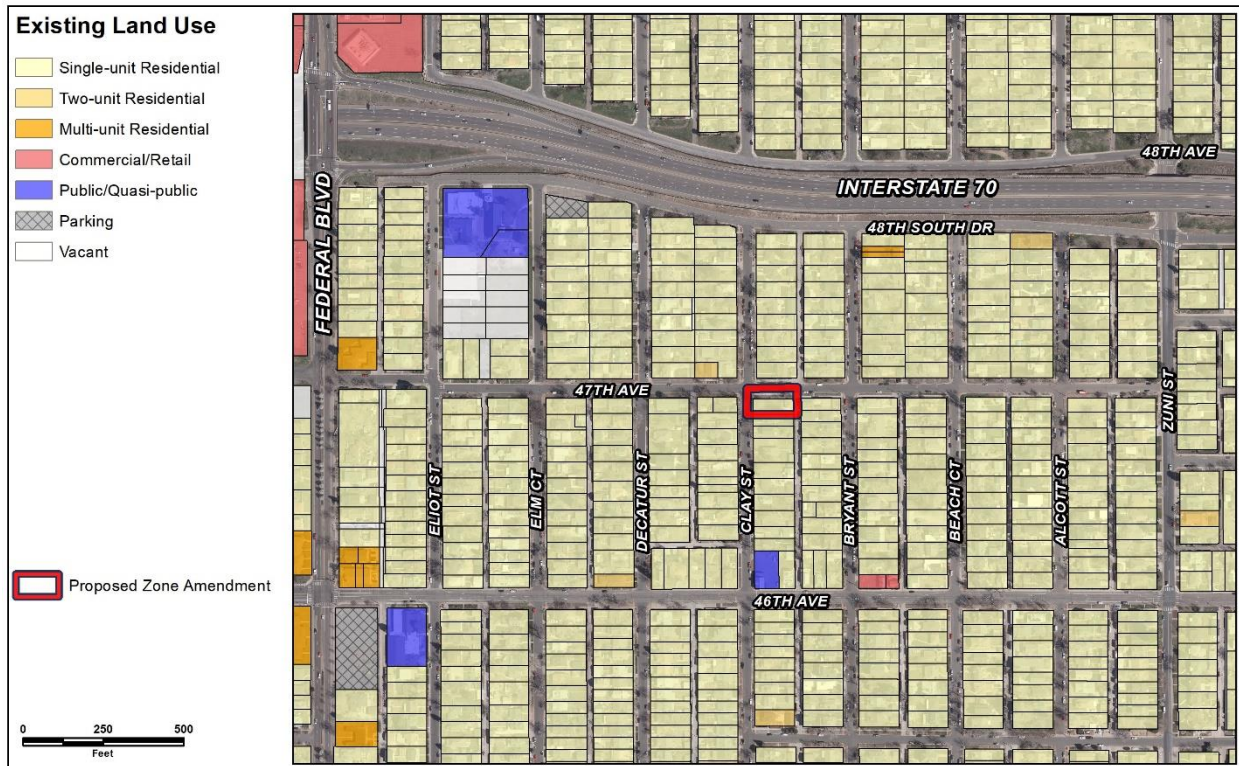 Existing Land Use
Single-unit Residential
Two-unit Residential
Multi-unit Residential
Commercial/Retail
Public/Quasi-public
Parking
Vacant
Proposed Zone Amendment
0 250 500
Feet
48TH AVE
INTERSTATE 70
48TH SOUTH DR
FEDERAL BLVD
47TH AVE
ZUNI ST
ELIOT ST
ELM CT
DECATUR ST
CLAY ST
BRYANT ST
BEACH CT
ALCOTT ST
46TH AVE